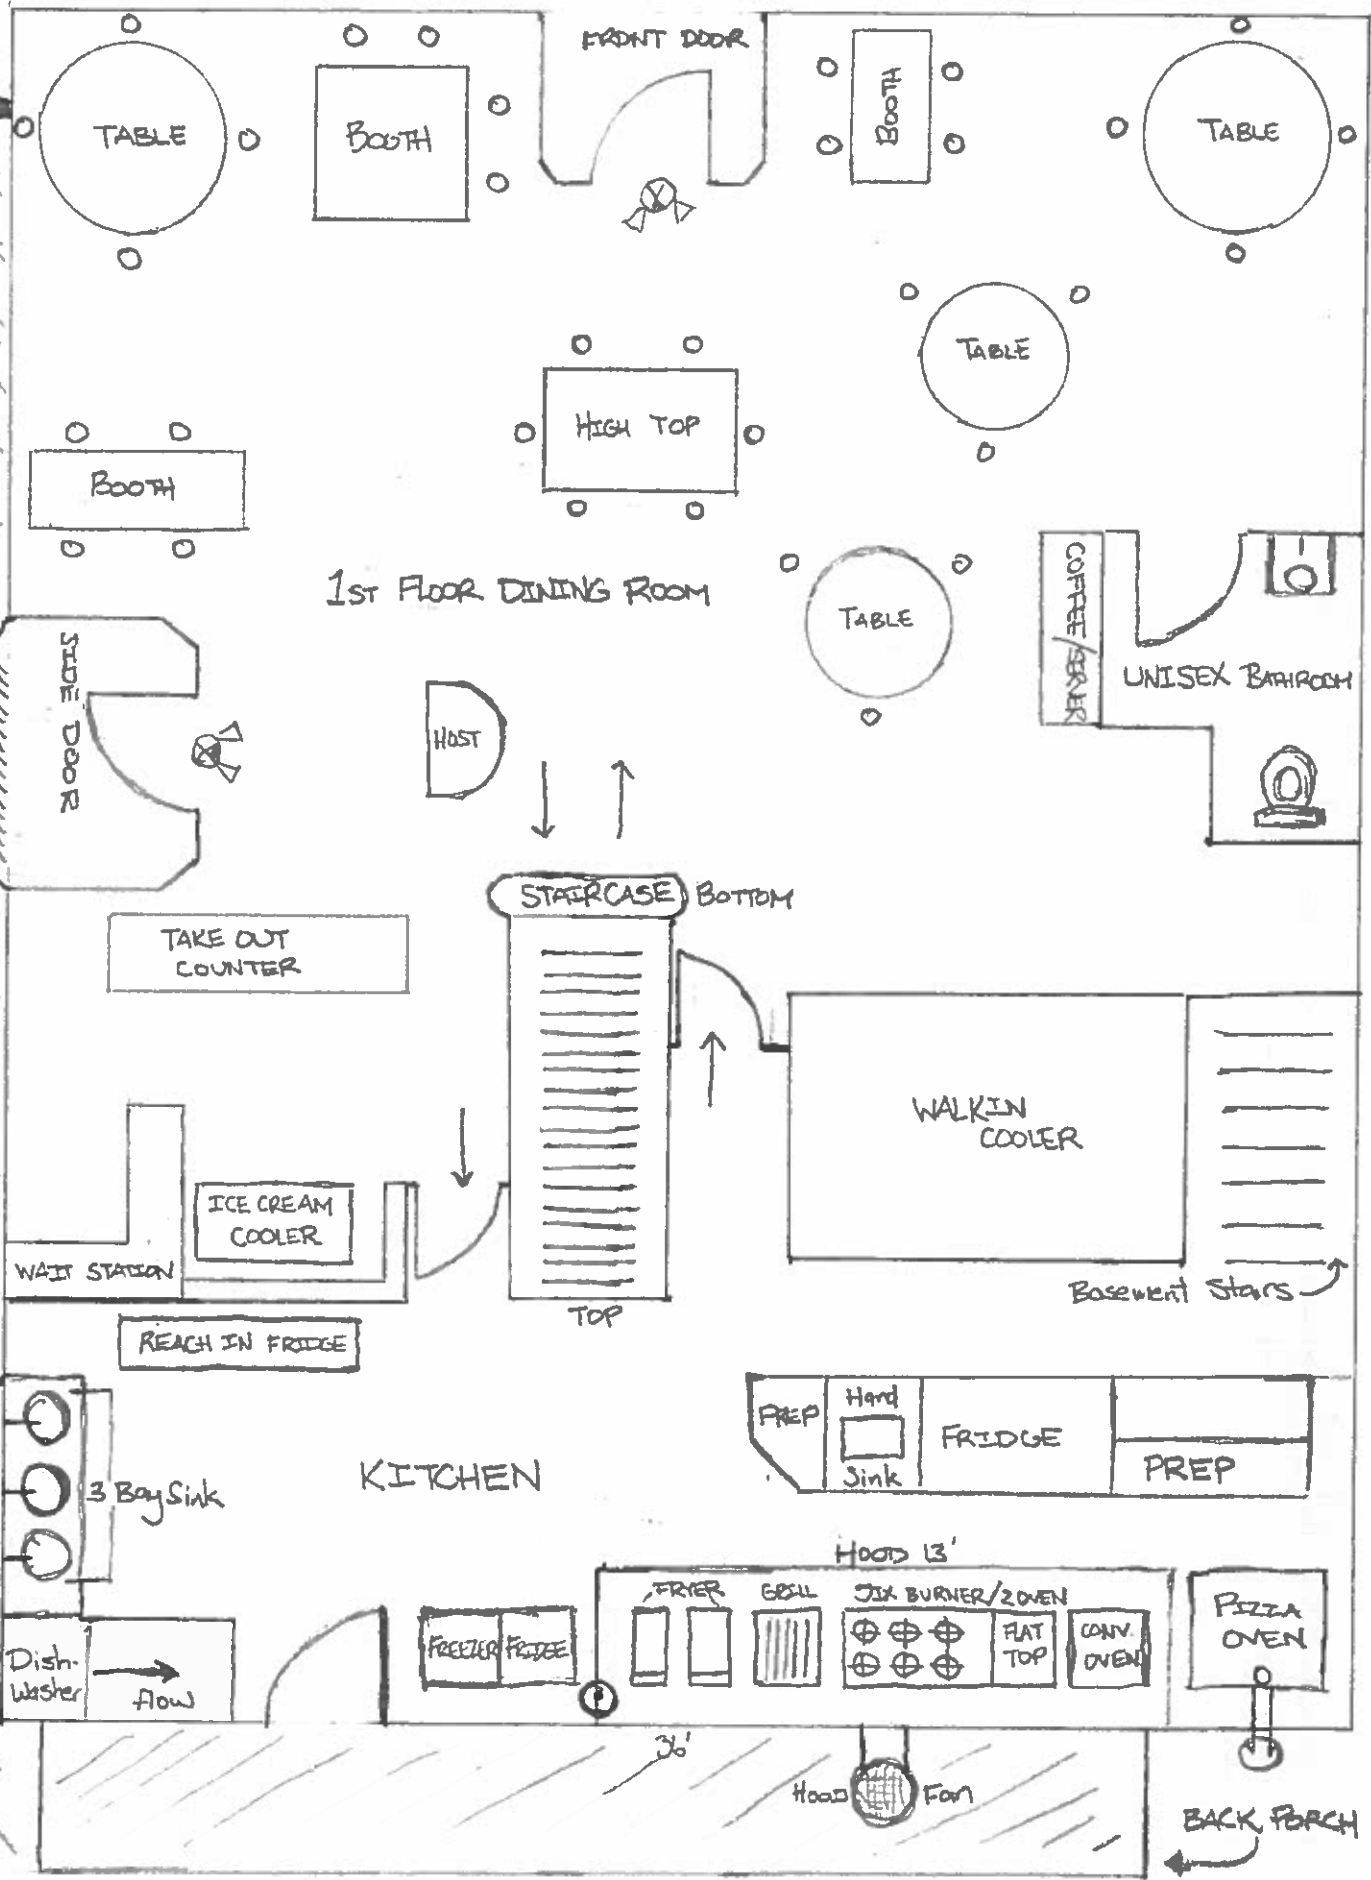 FRONT DOOR
TABLE
BOOTH
BOOTH
TABLE
TABLE
HIGH TOP
BOOTH
1ST FLOOR DINING ROOM
TABLE
COFFEE/SERVER
UNISEX BATHROOM
SIDE DOOR
HOST
STAIRCASE BOTTOM
TAKE OUT
COUNTER
WALKIN
COOLER
ICE CREAM
COOLER
WAIT STATION
Basement Stairs
TOP
REACH IN FRIDGE
PREP
Hand
Sink
FRIDGE
PREP
KITCHEN
3 Bay Sink
HOOD 13'
FRYER
GRILL
SIX BURNER/2 OVEN
FLAT
TOP
CONV.
OVEN
PIZZA
OVEN
FREEZER
FRIDGE
Dish-
Washer
flow
36'
HOOD FAN
BACK PORCH